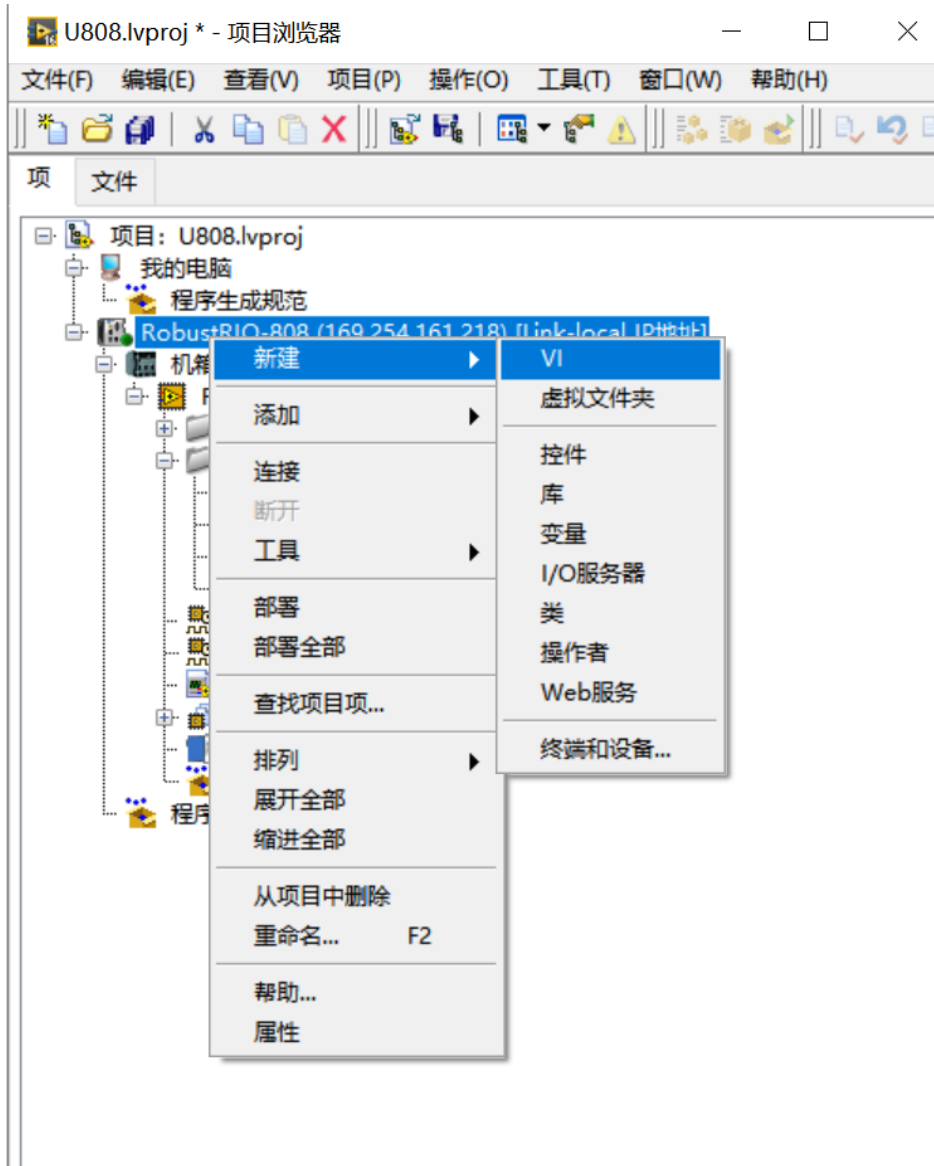 U808.lvproj * - 项目浏览器
文件(F) 编辑(E) 查看(V) 项目(P) 操作(O) 工具(T) 窗口(W) 帮助(H)
项 文件
项目：U808.lvproj
我的电脑
程序生成规范
RobustRIO-808 (169.254.161.218) [Link-local IP地址]
机箱
程序
新建
添加
连接
断开
工具
部署
部署全部
查找项目项...
排列
展开全部
缩进全部
从项目中删除
重命名... F2
帮助...
属性
VI
虚拟文件夹
控件
库
变量
I/O服务器
类
操作者
Web服务
终端和设备...